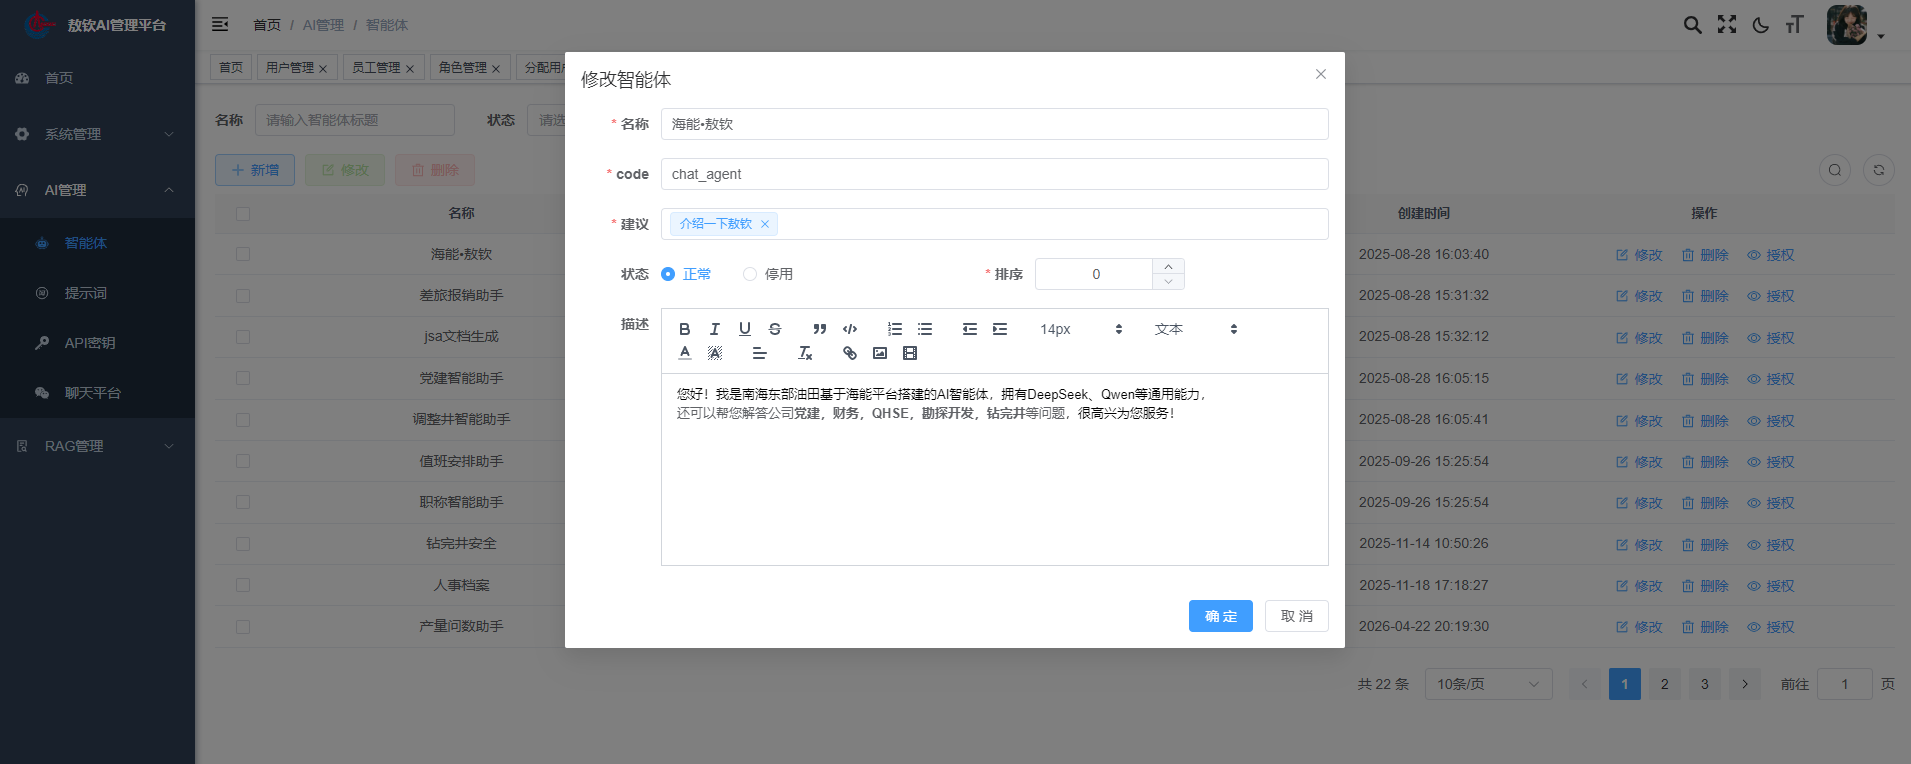 敖钦AI管理平台
首页 / AI管理 / 智能体
首页
用户管理
员工管理
角色管理
首页
系统管理
AI管理
智能体
提示词
API密钥
聊天平台
RAG管理
名称 请输入智能体标题 状态
新增 修改 删除
名称 创建时间 操作
海能•敖钦 2025-08-28 16:03:40 修改 删除 授权
差旅报销助手 2025-08-28 15:31:32 修改 删除 授权
jsa文档生成 2025-08-28 15:32:12 修改 删除 授权
党建智能助手 2025-08-28 16:05:15 修改 删除 授权
调整井智能助手 2025-08-28 16:05:41 修改 删除 授权
值班安排助手 2025-09-26 15:25:54 修改 删除 授权
职称智能助手 2025-09-26 15:25:54 修改 删除 授权
钻完井安全 2025-11-14 10:50:26 修改 删除 授权
人事档案 2025-11-18 17:18:27 修改 删除 授权
产量问数助手 2026-04-22 20:19:30 修改 删除 授权
共 22 条 10条/页 1 2 3 前往 1 页
修改智能体
* 名称 海能•敖钦
* code chat_agent
* 建议 介绍一下敖钦
状态 正常 停用 * 排序 0
描述
14px 文本
您好！我是南海东部油田基于海能平台搭建的AI智能体，拥有DeepSeek、Qwen等通用能力，
还可以帮您解答公司党建，财务，QHSE，勘探开发，钻完井等问题，很高兴为您服务！
确 定 取 消